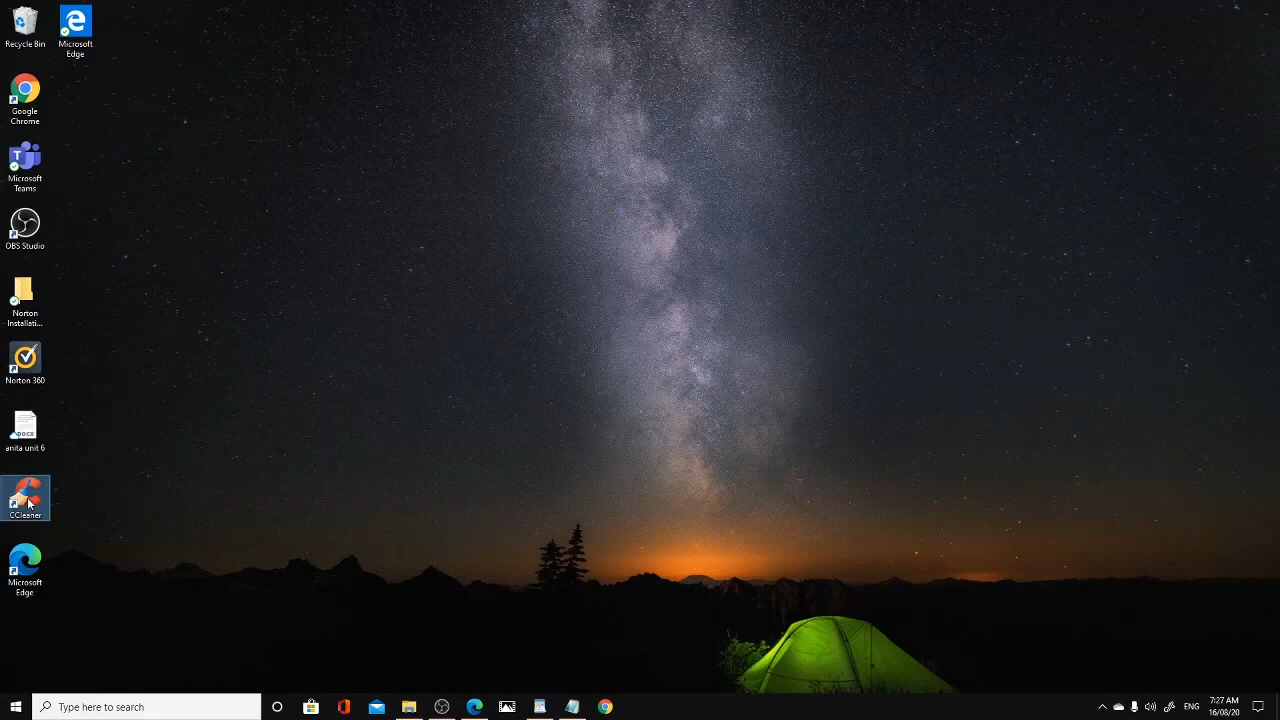 Recycle Bin
Microsoft
Edge
Google
Chrome
Microsoft
Teams
OBS Studio
Norton
Installati...
Norton 360
DOCX
anita unit 6
CCleaner
Microsoft
Edge
Type here to search
ENG
7:27 AM
16/08/20